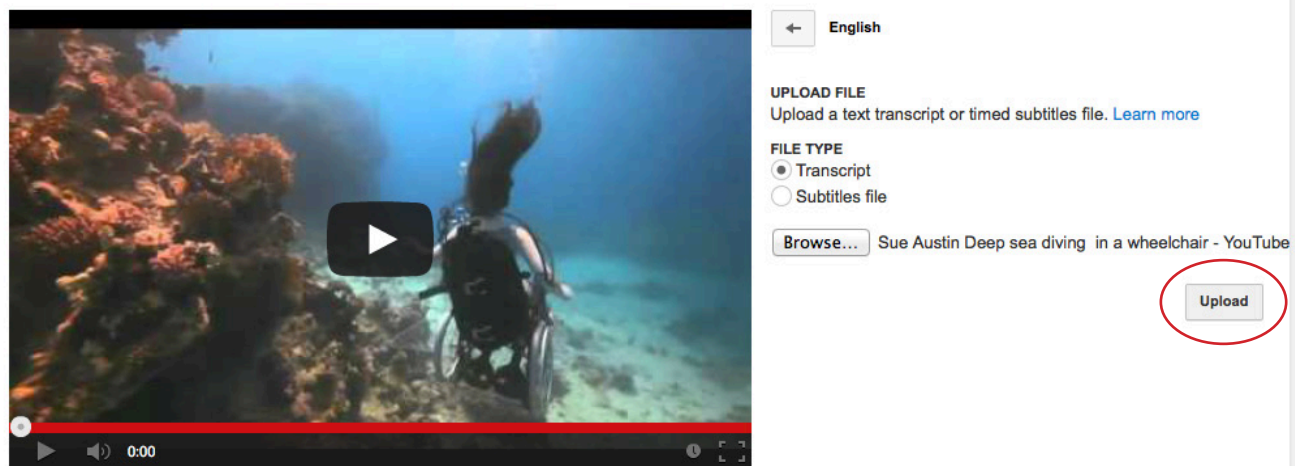 English
UPLOAD FILE
Upload a text transcript or timed subtitles file. Learn more
FILE TYPE
Transcript
Subtitles file
Browse... Sue Austin Deep sea diving in a wheelchair - YouTube
Upload
0:00